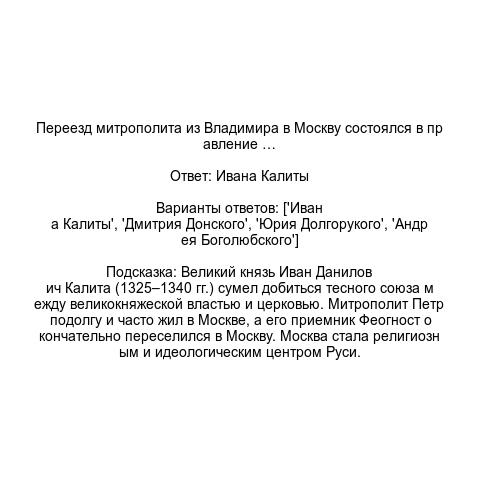 Переезд митрополита из Владимира в Москву состоялся в пр
авление …
Ответ: Ивана Калиты
Варианты ответов: ['Иван
а Калиты', 'Дмитрия Донского', 'Юрия Долгорукого', 'Андр
ея Боголюбского']
Подсказка: Великий князь Иван Данилов
ич Калита (1325–1340 гг.) сумел добиться тесного союза м
ежду великокняжеской властью и церковью. Митрополит Петр
подолгу и часто жил в Москве, а его приемник Феогност о
кончательно переселился в Москву. Москва стала религиозн
ым и идеологическим центром Руси.